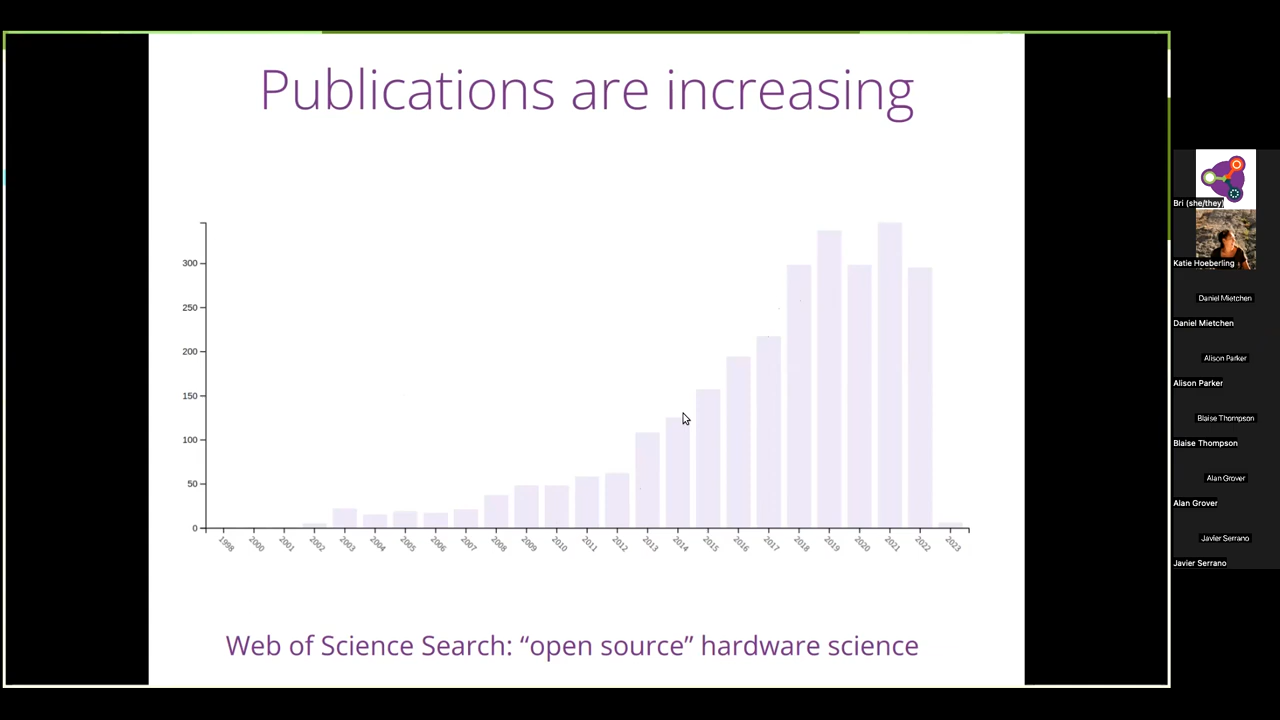 Publications are increasing
300
250
200
150
100
50
0
1998
2000
2001
2002
2003
2004
2005
2006
2007
2008
2009
2010
2011
2012
2013
2014
2015
2016
2017
2018
2019
2020
2021
2022
2023
Web of Science Search: “open source” hardware science
Bri (she/they)
Katie Hoeberling
Daniel Mietchen
Daniel Mietchen
Alison Parker
Alison Parker
Blaise Thompson
Blaise Thompson
Alan Grover
Alan Grover
Javier Serrano
Javier Serrano